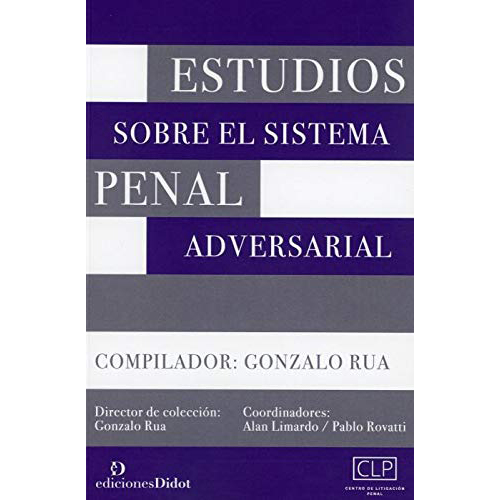 ESTUDIOS
SOBRE EL SISTEMA
PENAL
ADVERSARIAL
COMPILADOR: GONZALO RUA
Director de colección:
Gonzalo Rua
Coordinadores:
Alan Limardo / Pablo Rovatti
edicionesDidot
CLP
CENTRO DE LITIGACIÓN
PENAL